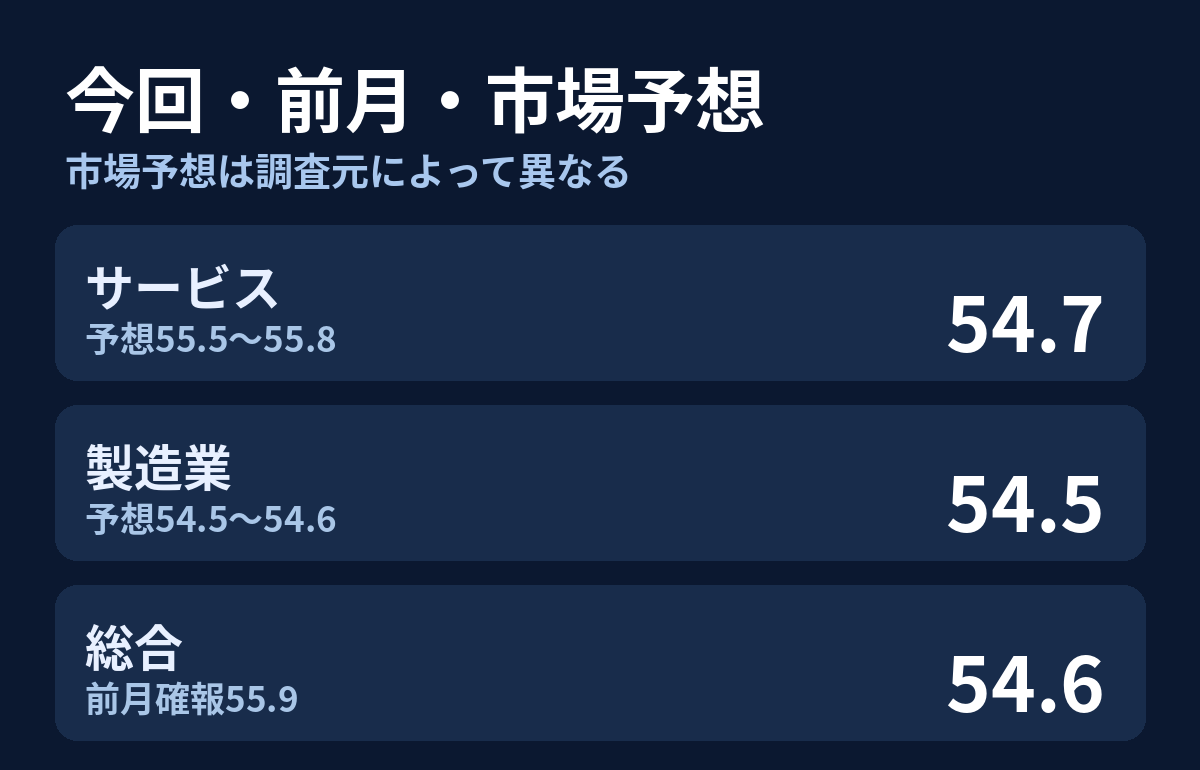 今回・前月・市場予想
市場予想は調査元によって異なる
サービス
予想55.5〜55.8
54.7
製造業
予想54.5〜54.6
54.5
総合
前月確報55.9
54.6